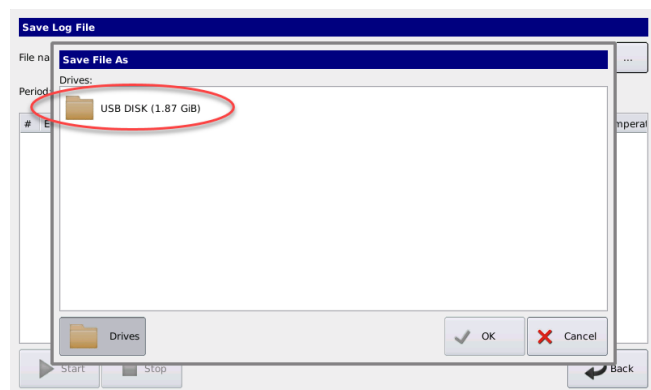 Save Log File
File na
...
Save File As
Drives:
Period:
USB DISK (1.87 GiB)
# E
mperat
Drives
OK
Cancel
Start
Stop
Back